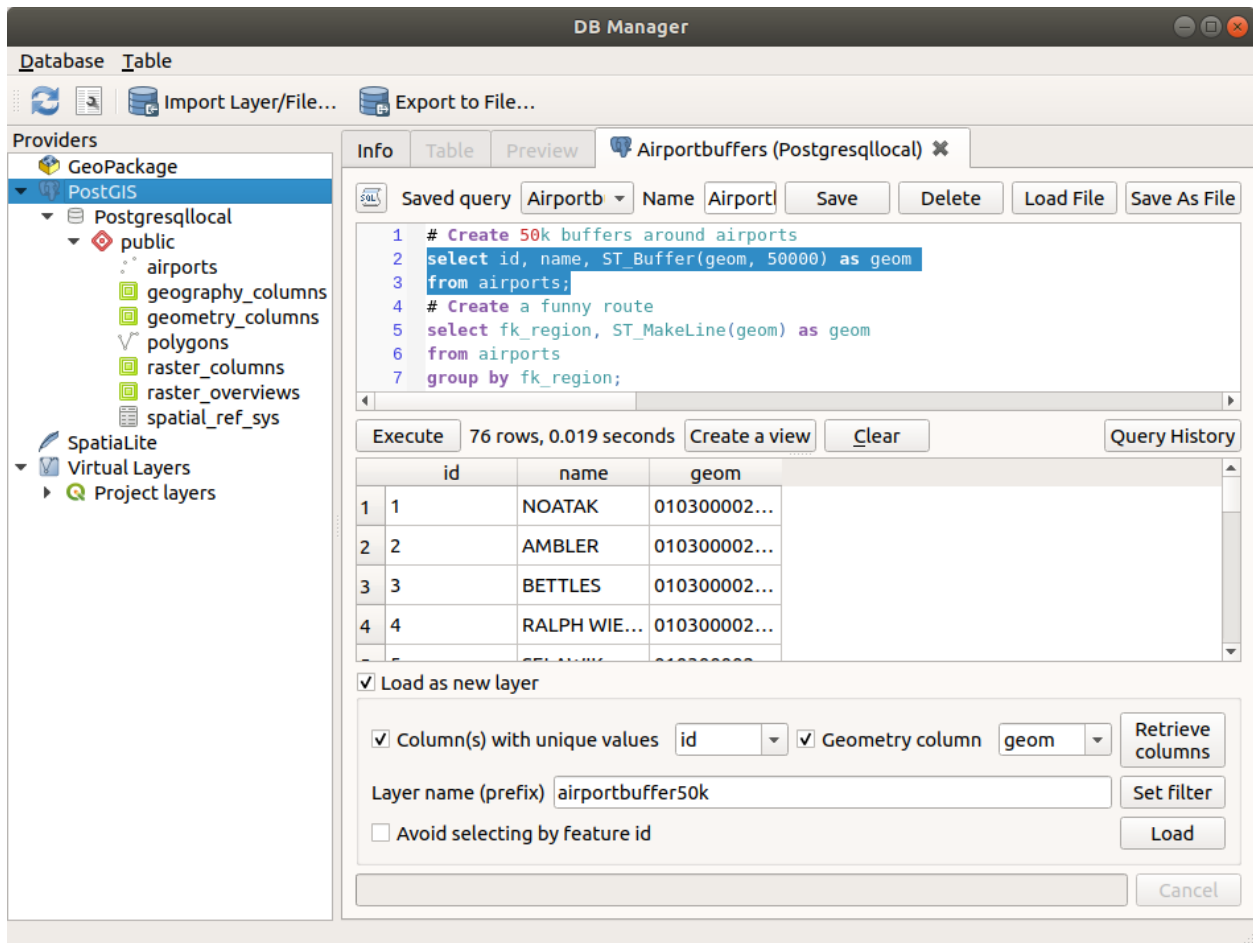 DB Manager
Database Table
Import Layer/File... Export to File...
Providers
GeoPackage
PostGIS
Postgresqllocal
public
airports
geography_columns
geometry_columns
polygons
raster_columns
raster_overviews
spatial_ref_sys
SpatiaLite
Virtual Layers
Project layers
Info Table Preview Airportbuffers (Postgresqllocal)
SQL Saved query Airportb Name Airportl Save Delete Load File Save As File
1 # Create 50k buffers around airports
2 select id, name, ST_Buffer(geom, 50000) as geom
3 from airports;
4 # Create a funny route
5 select fk_region, ST_MakeLine(geom) as geom
6 from airports
7 group by fk_region;
Execute 76 rows, 0.019 seconds Create a view Clear Query History
id name geom
1 1 NOATAK 010300002...
2 2 AMBLER 010300002...
3 3 BETTLES 010300002...
4 4 RALPH WIE... 010300002...
Load as new layer
Column(s) with unique values id Geometry column geom Retrieve columns
Layer name (prefix) airportbuffer50k Set filter
Avoid selecting by feature id Load
Cancel